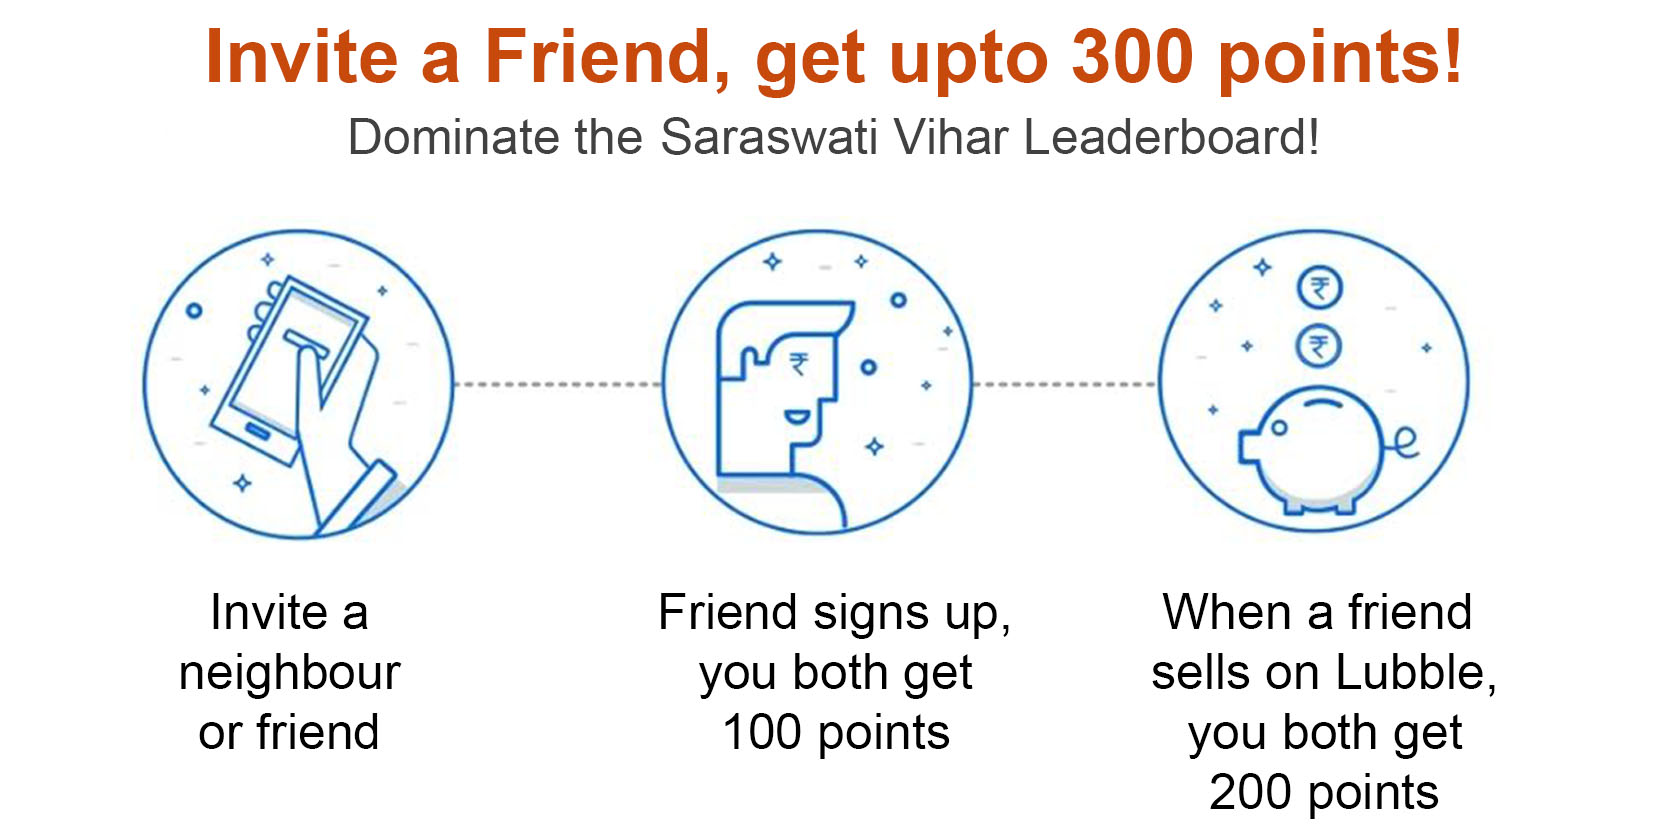 Invite a Friend, get upto 300 points!
Dominate the Saraswati Vihar Leaderboard!
₹
₹
₹
Invite a
neighbour
or friend
Friend signs up,
you both get
100 points
When a friend
sells on Lubble,
you both get
200 points